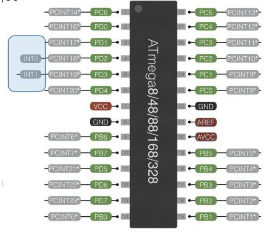 PCINT14* PC6 PC5 PCINT13*
PCINT16* PD0 PC4 PCINT12*
PCINT17* PD1 PC3 PCINT11*
INT0 PCINT18* PD2 PC2 PCINT10*
INT1 PCINT19* PD3 PC1 PCINT9*
PCINT20* PD4 PC0 PCINT8*
VCC GND
GND AREF
PCINT6* PB6 AVCC
PCINT7* PB7 PB5 PCINT5*
PCINT21* PD5 PB4 PCINT4*
PCINT22* PD6 PB3 PCINT3*
PCINT23* PD7 PB2 PCINT2*
PCINT0* PB0 PB1 PCINT1*
ATmega8/48/88/168/328